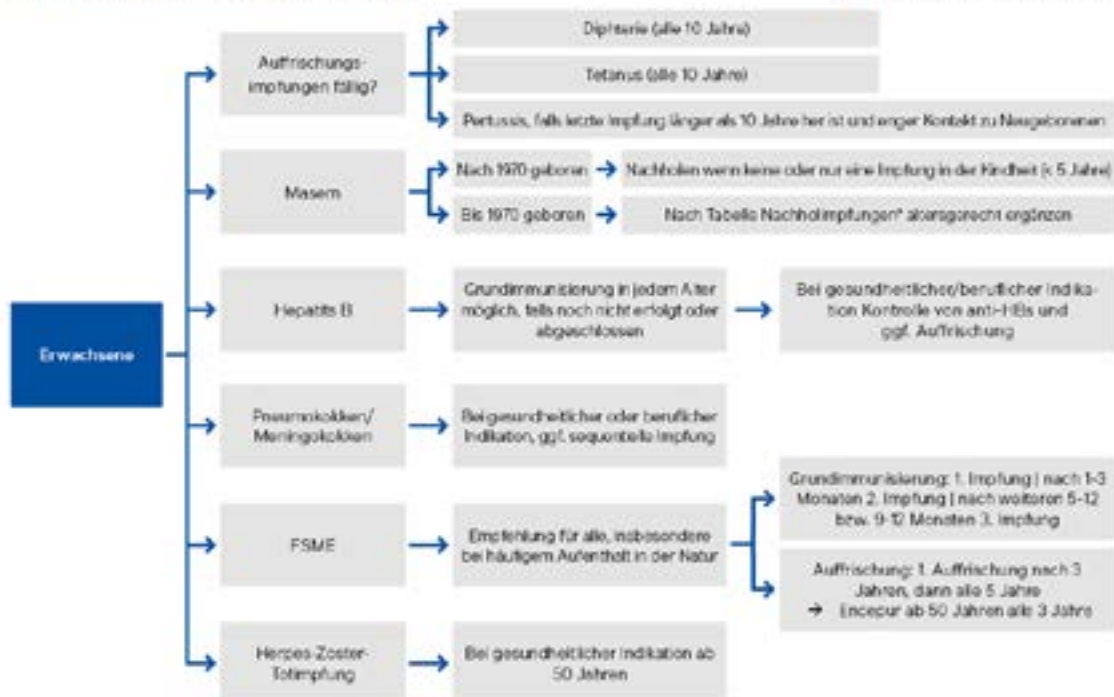 Erwachsene
Auffrischungs-
impfungen fällig?
Diphterie (alle 10 Jahre)
Tetanus (alle 10 Jahre)
Pertussis, falls letzte Impfung länger als 10 Jahre her ist und enger Kontakt zu Neugeborenen
Masern
Nach 1970 geboren
Nachholen wenn keine oder nur eine Impfung in der Kindheit (< 5 Jahre)
Bis 1970 geboren
Nach Tabelle Nachholimpfungen* altersgerecht ergänzen
Hepatits B
Grundimmunisierung in jedem Alter
möglich, falls noch nicht erfolgt oder
abgeschlossen
Bei gesundheitlicher/beruflicher Indika-
tion Kontrolle von anti-HBs und
ggf. Auffrischung
Pneumokokken/
Meningokokken
Bei gesundheitlicher oder beruflicher
Indikation, ggf. sequentielle Impfung
FSME
Empfehlung für alle, insbesondere
bei häufigem Aufenthalt in der Natur
Grundimmunisierung: 1. Impfung | nach 1-3
Monaten 2. Impfung | nach weiteren 5-12
bzw. 9-12 Monaten 3. Impfung
Auffrischung: 1. Auffrischung nach 3
Jahren, dann alle 5 Jahre
→ Encepur ab 50 Jahren alle 3 Jahre
Herpes-Zoster-
Totimpfung
Bei gesundheitlicher Indikation ab
50 Jahren